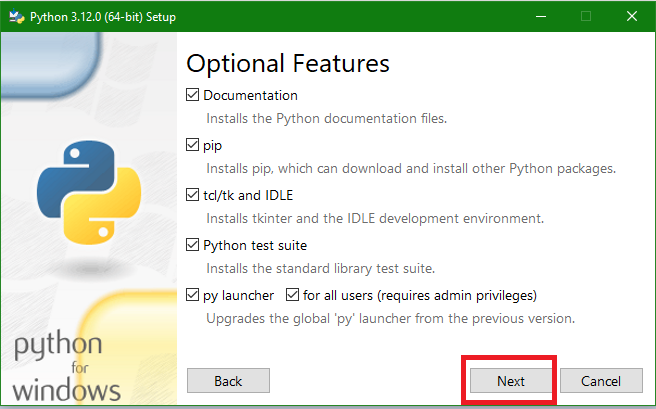 Python 3.12.0 (64-bit) Setup
Optional Features
Documentation
Installs the Python documentation files.
pip
Installs pip, which can download and install other Python packages.
tcl/tk and IDLE
Installs tkinter and the IDLE development environment.
Python test suite
Installs the standard library test suite.
py launcher for all users (requires admin privileges)
Upgrades the global 'py' launcher from the previous version.
python
for
windows
Back Next Cancel